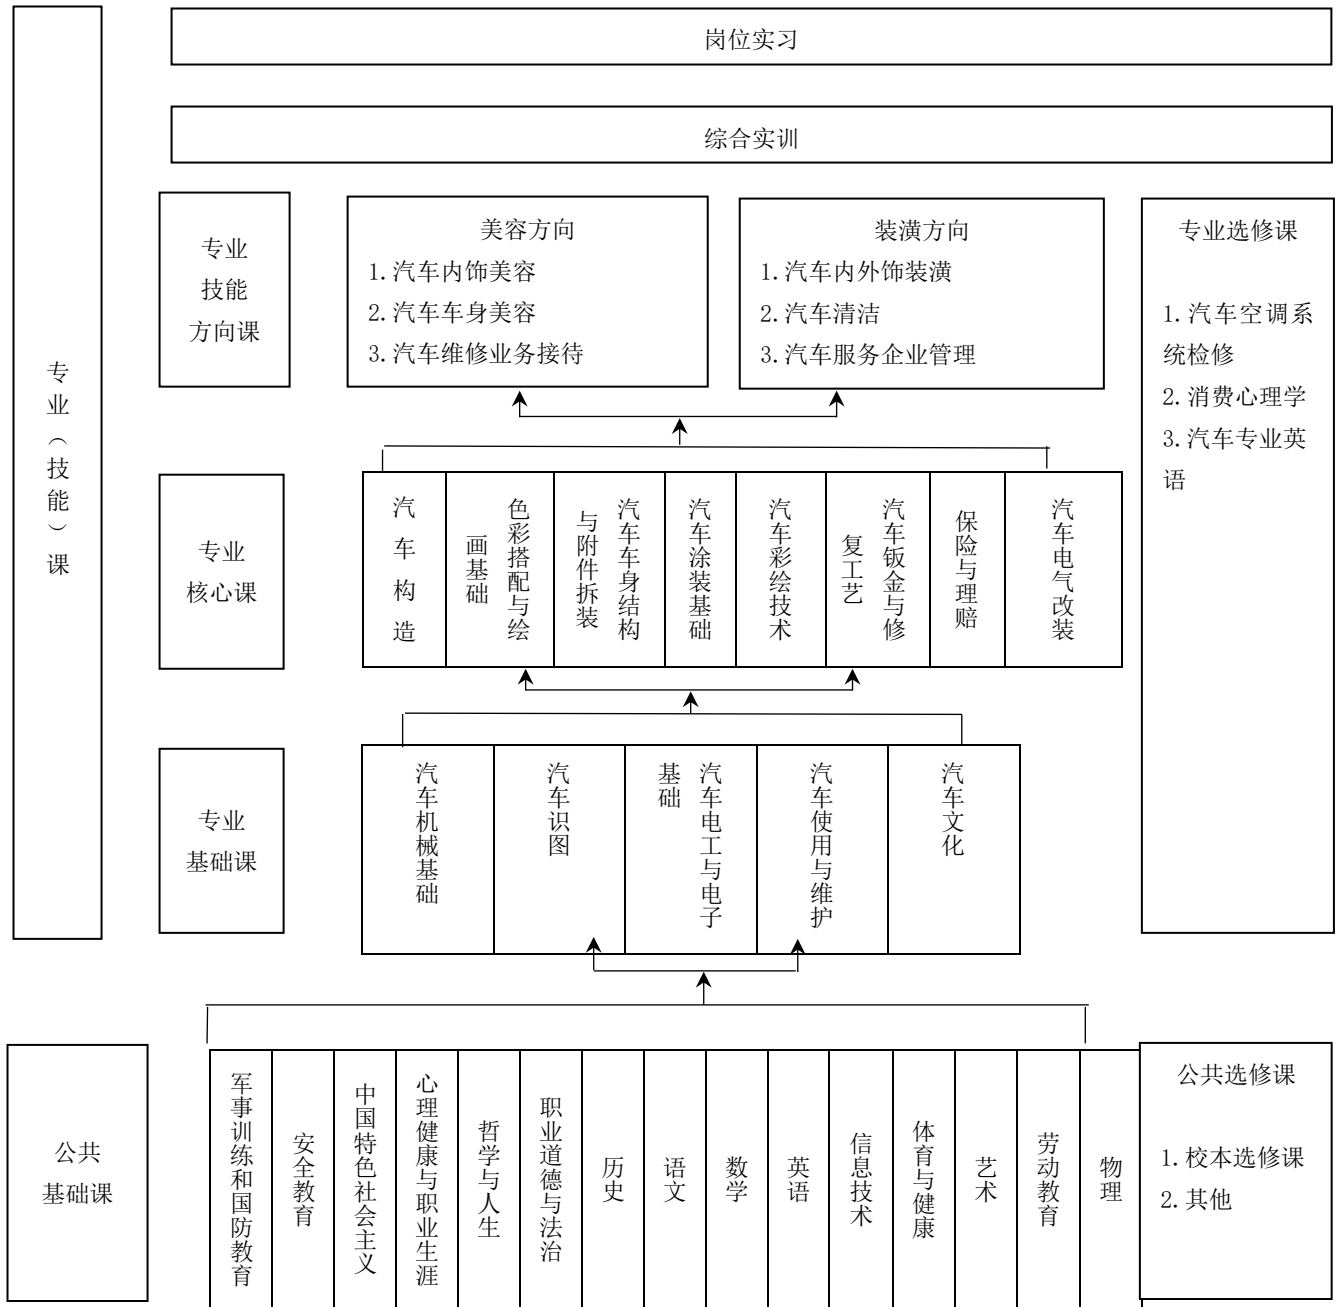 岗位实习
综合实训
专业（技能）课
专业
技能
方向课
美容方向
1.汽车内饰美容
2.汽车车身美容
3.汽车维修业务接待
装潢方向
1.汽车内外饰装潢
2.汽车清洁
3.汽车服务企业管理
专业选修课
1.汽车空调系
统检修
2.消费心理学
3.汽车专业英
语
专业
核心课
汽车构造
色彩搭配与绘
画基础
汽车车身结构
与附件拆装
汽车涂装基础
汽车彩绘技术
汽车钣金与修
复工艺
保险与理赔
汽车电气改装
专业
基础课
汽车机械基础
汽车识图
汽车电工与电子
基础
汽车使用与维护
汽车文化
公共
基础课
军事训练和国防教育
安全教育
中国特色社会主义
心理健康与职业生涯
哲学与人生
职业道德与法治
历史
语文
数学
英语
信息技术
体育与健康
艺术
劳动教育
物理
公共选修课
1.校本选修课
2.其他